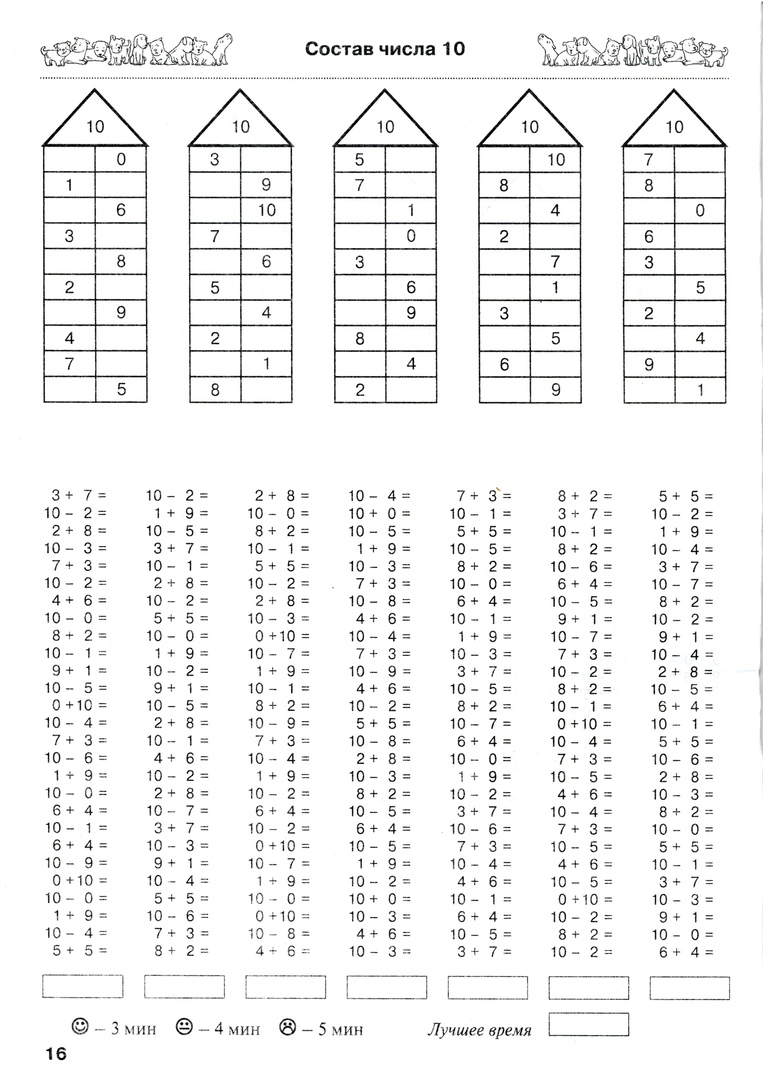 Состав числа 10
10 10 10 10 10
0 3 5 10 7
1 9 7 8 8
6 10 1 4 0
3 7 0 2 6
8 6 3 7 3
2 5 6 1 5
9 4 9 3 2
4 2 8 5 4
7 1 4 6 9
5 8 2 9 1
3 + 7 = 10 – 2 = 2 + 8 = 10 – 4 = 7 + 3 = 8 + 2 = 5 + 5 =
10 – 2 = 1 + 9 = 10 – 0 = 10 + 0 = 10 – 1 = 3 + 7 = 10 – 2 =
2 + 8 = 10 – 5 = 8 + 2 = 10 – 5 = 5 + 5 = 10 – 1 = 1 + 9 =
10 – 3 = 3 + 7 = 10 – 1 = 1 + 9 = 10 – 5 = 8 + 2 = 10 – 4 =
7 + 3 = 10 – 1 = 5 + 5 = 10 – 3 = 8 + 2 = 10 – 6 = 3 + 7 =
10 – 2 = 2 + 8 = 10 – 2 = 7 + 3 = 10 – 0 = 6 + 4 = 10 – 7 =
4 + 6 = 10 – 2 = 2 + 8 = 10 – 8 = 6 + 4 = 10 – 5 = 8 + 2 =
10 – 0 = 5 + 5 = 10 – 3 = 4 + 6 = 10 – 1 = 9 + 1 = 10 – 2 =
8 + 2 = 10 – 0 = 0 +10 = 10 – 4 = 1 + 9 = 10 – 7 = 9 + 1 =
10 – 1 = 1 + 9 = 10 – 7 = 7 + 3 = 10 – 3 = 7 + 3 = 10 – 4 =
9 + 1 = 10 – 2 = 1 + 9 = 10 – 9 = 3 + 7 = 10 – 2 = 2 + 8 =
10 – 5 = 9 + 1 = 10 – 1 = 4 + 6 = 10 – 5 = 8 + 2 = 10 – 5 =
0 +10 = 10 – 5 = 8 + 2 = 10 – 2 = 8 + 2 = 10 – 1 = 6 + 4 =
10 – 4 = 2 + 8 = 10 – 9 = 5 + 5 = 10 – 7 = 0 +10 = 10 – 1 =
7 + 3 = 10 – 1 = 7 + 3 = 10 – 8 = 6 + 4 = 10 – 4 = 5 + 5 =
10 – 6 = 4 + 6 = 10 – 4 = 2 + 8 = 10 – 0 = 7 + 3 = 10 – 6 =
1 + 9 = 10 – 2 = 1 + 9 = 10 – 3 = 1 + 9 = 10 – 5 = 2 + 8 =
10 – 0 = 2 + 8 = 10 – 2 = 8 + 2 = 10 – 2 = 4 + 6 = 10 – 3 =
6 + 4 = 10 – 7 = 6 + 4 = 10 – 5 = 3 + 7 = 10 – 4 = 8 + 2 =
10 – 1 = 3 + 7 = 10 – 2 = 6 + 4 = 10 – 6 = 7 + 3 = 10 – 0 =
6 + 4 = 10 – 3 = 0 +10 = 10 – 5 = 7 + 3 = 10 – 5 = 5 + 5 =
10 – 9 = 9 + 1 = 10 – 7 = 1 + 9 = 10 – 4 = 4 + 6 = 10 – 1 =
0 +10 = 10 – 4 = 1 + 9 = 10 – 2 = 4 + 6 = 10 – 5 = 3 + 7 =
10 – 0 = 5 + 5 = 10 – 0 = 10 + 0 = 10 – 1 = 0 +10 = 10 – 3 =
1 + 9 = 10 – 6 = 0 +10 = 10 – 3 = 6 + 4 = 10 – 2 = 9 + 1 =
10 – 4 = 7 + 3 = 10 – 8 = 4 + 6 = 10 – 5 = 8 + 2 = 10 – 0 =
5 + 5 = 8 + 2 = 4 + 6 = 10 – 3 = 3 + 7 = 10 – 2 = 6 + 4 =
– 3 мин – 4 мин – 5 мин Лучшее время
16